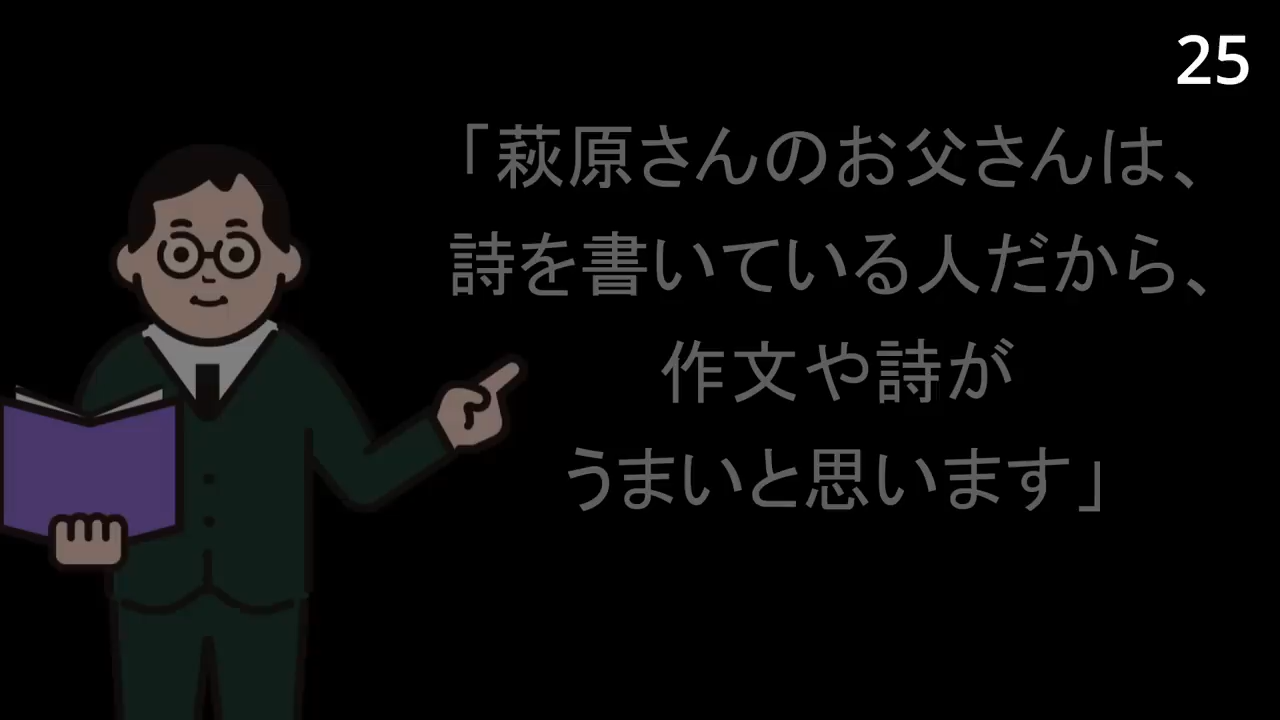 25
「萩原さんのお父さんは、
詩を書いている人だから、
作文や詩が
うまいと思います」